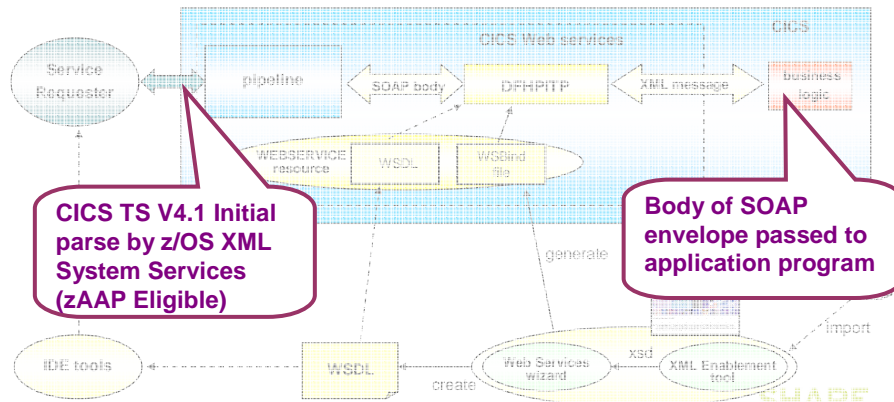 CICS
CICS Web services
Service
Requester
pipeline
SOAP body
DFHPITP
XML message
business
logic
WEBSERVICE
resource
WSDL
WSBind
file
CICS TS V4.1 Initial
parse by z/OS XML
System Services
(zAAP Eligible)
Body of SOAP
envelope passed to
application program
generate
import
IDE tools
WSDL
create
Web Services
wizard
xsd
XML Enablement
tool
SHARE